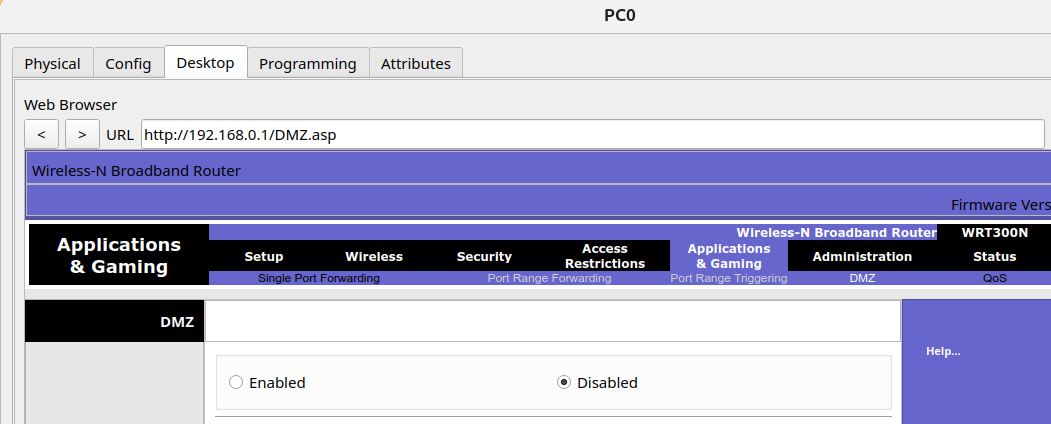 PC0
Physical Config Desktop Programming Attributes
Web Browser
< > URL http://192.168.0.1/DMZ.asp
Wireless-N Broadband Router
Firmware Vers
Wireless-N Broadband Router WRT300N
Applications
& Gaming
Setup Wireless Security Access
Restrictions Applications
& Gaming Administration Status
Single Port Forwarding Port Range Forwarding Port Range Triggering DMZ QoS
DMZ
Help...
Enabled Disabled